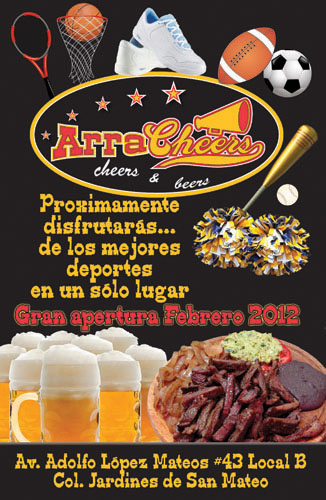 ArraCheers
cheers & beers
Proximamente
disfrutarás...
de los mejores
deportes
en un sólo lugar
Gran apertura Febrero 2012
Av. Adolfo López Mateos #43 Local B
Col. Jardines de San Mateo